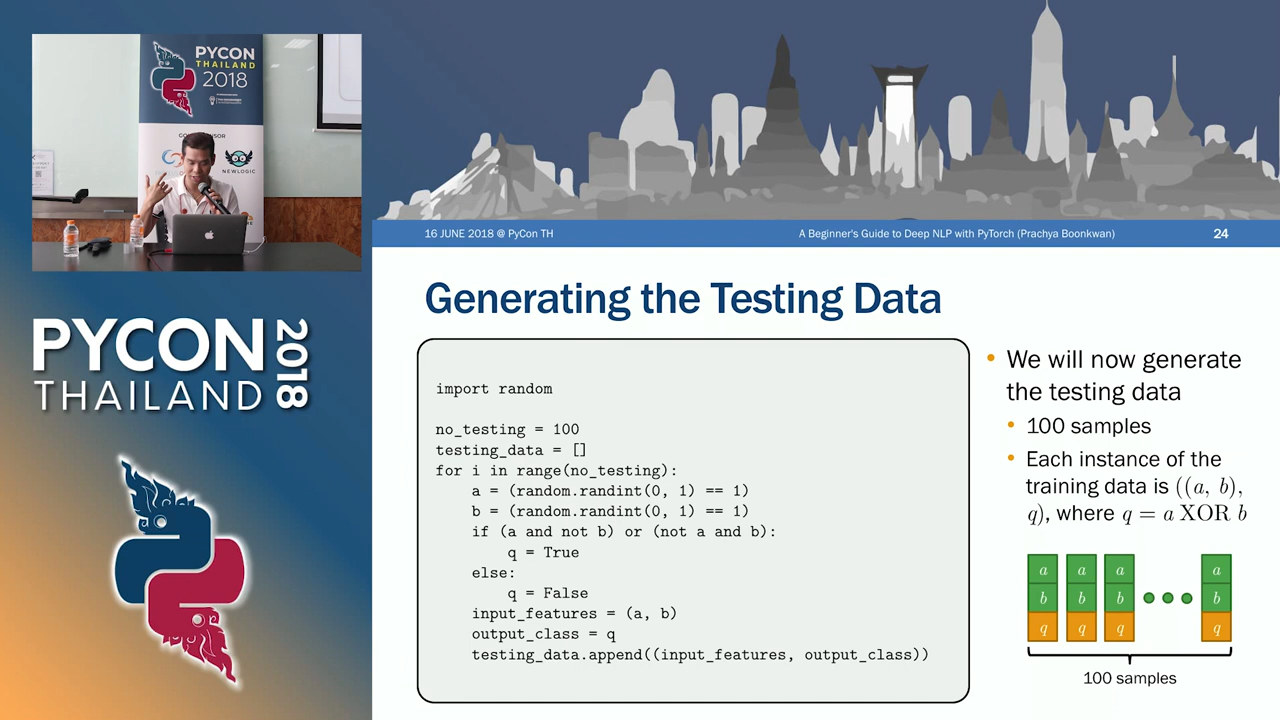 PYCON
THAILAND
2018
NEWLOGIC
PYCON 2018
THAILAND
16 JUNE 2018 @ PyCon TH
A Beginner's Guide to Deep NLP with PyTorch (Prachya Boonkwan)
24
Generating the Testing Data
import random
no_testing = 100
testing_data = []
for i in range(no_testing):
    a = (random.randint(0, 1) == 1)
    b = (random.randint(0, 1) == 1)
    if (a and not b) or (not a and b):
        q = True
    else:
        q = False
    input_features = (a, b)
    output_class = q
    testing_data.append((input_features, output_class))
• We will now generate
the testing data
• 100 samples
• Each instance of the
training data is ((a, b),
q), where q = a XOR b
a a a a
b b b b
q q q q
100 samples